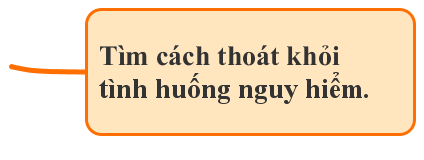 Tìm cách thoát khỏi
tình huống nguy hiểm.